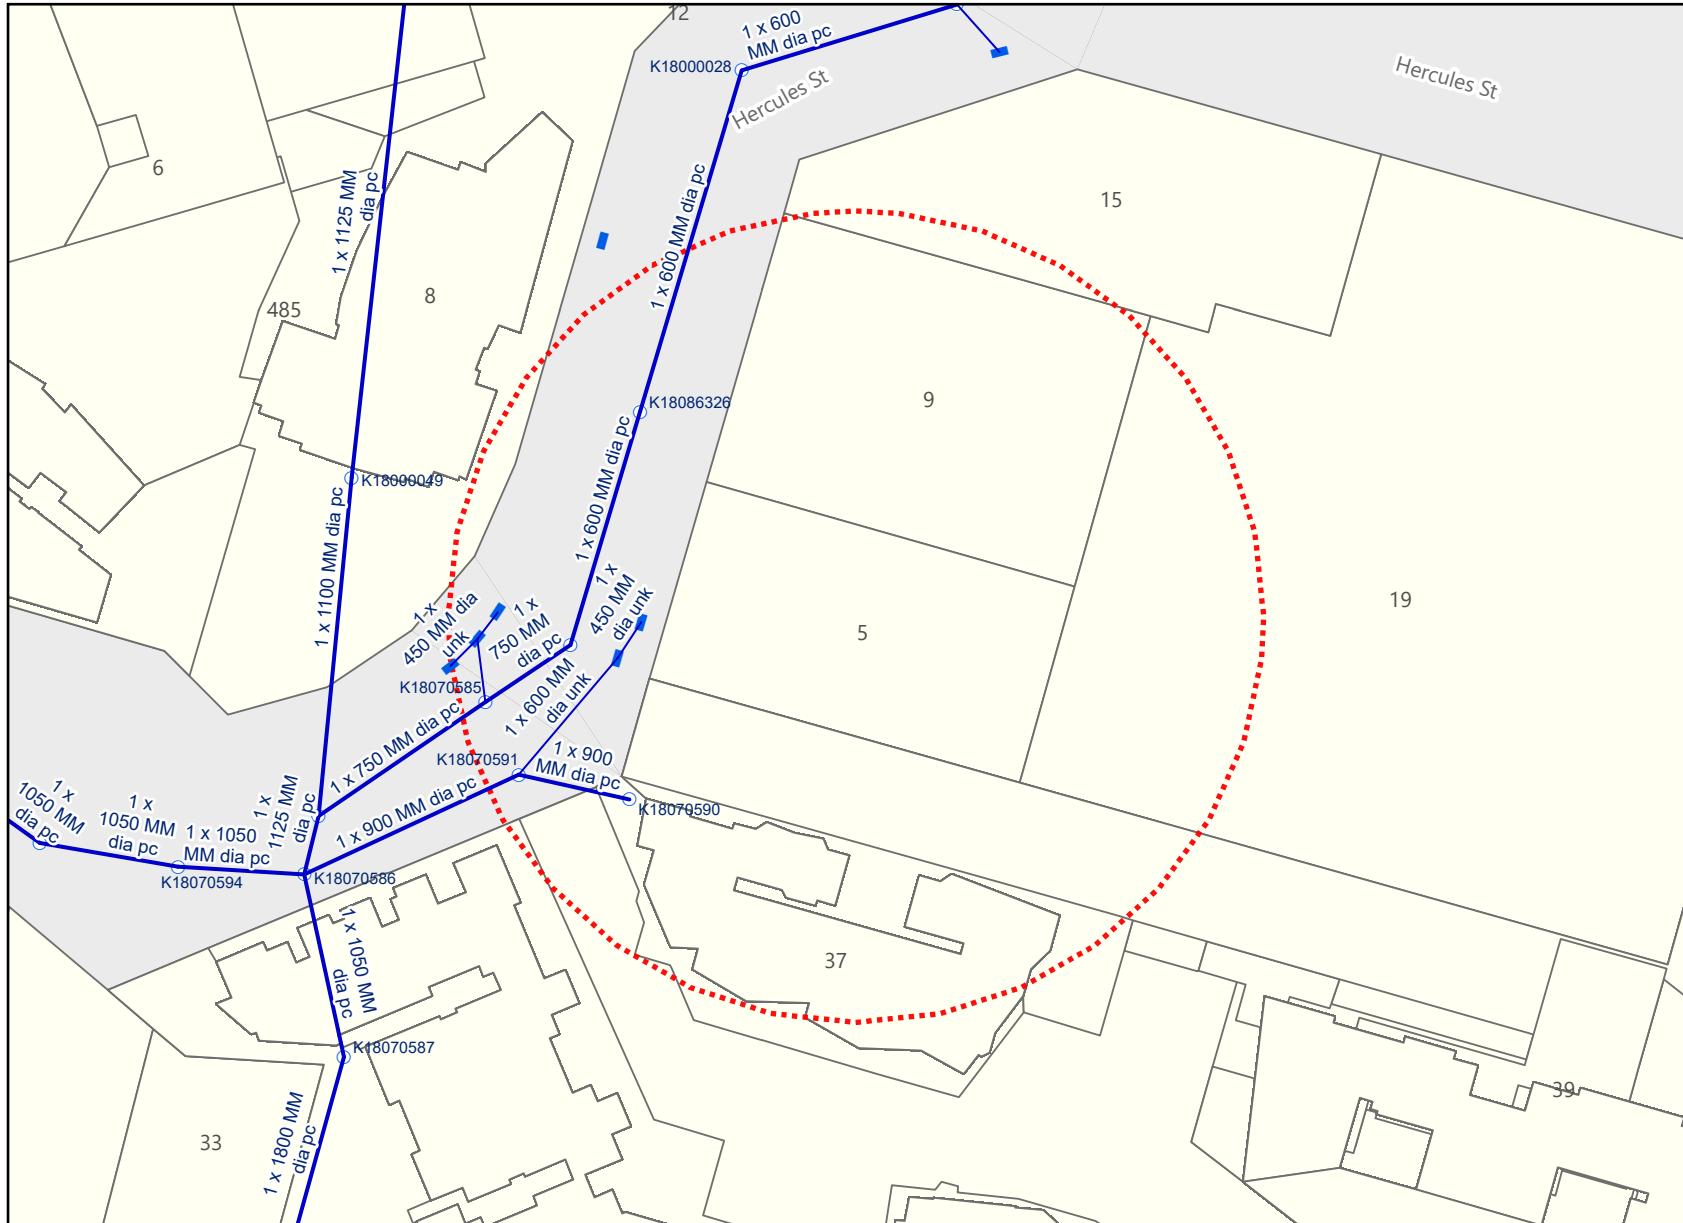 12
1 x 600
MM dia pc
K18000028
Hercules St
Hercules St
6
1 x 1125 MM
dia pc
1 x 600 MM dia pc
15
485
8
9
K18086326
K18000049
1 x 600 MM dia pc
1 x 1100 MM dia pc
1 x
450 MM dia
unk
1 x
750 MM
dia pc
1 x
450 MM
dia unk
19
5
K18070585
1 x 600 MM
dia unk
1 x 750 MM dia pc
K18070591
1 x 900
MM dia pc
K18070590
1 x
1050 MM
dia pc
1 x
1050 MM
dia pc
1 x 1050
MM dia pc
1 x
1125 MM
dia pc
1 x 900 MM dia pc
K18070594
K18070586
1 x 1050 MM
dia pc
37
K18070587
39
33
1 x 1800 MM
dia pc